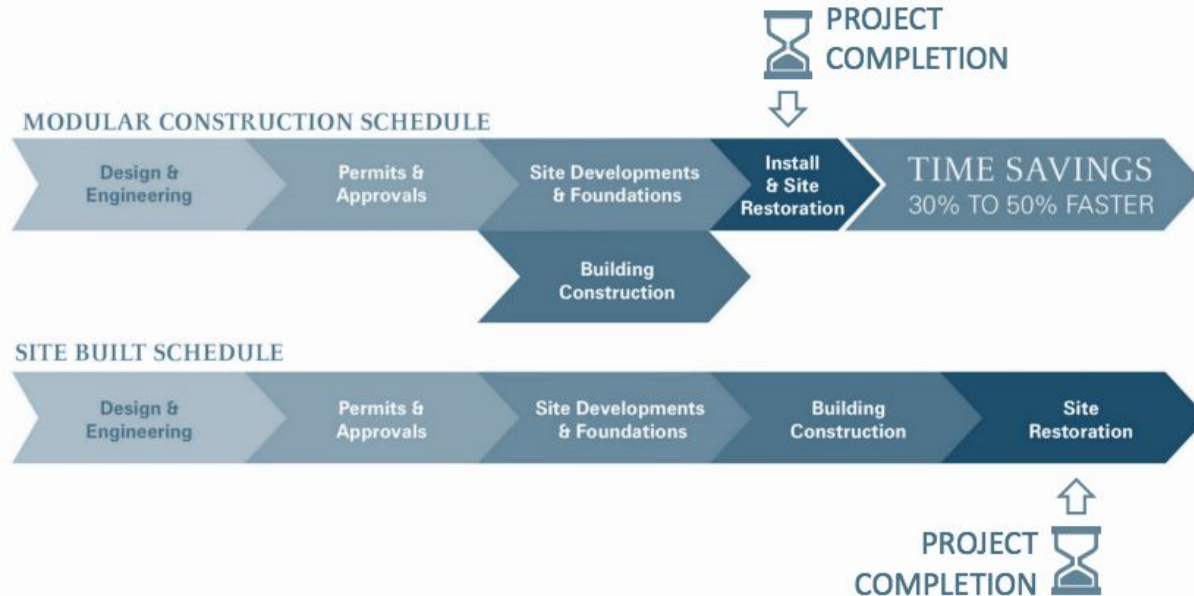 PROJECT
COMPLETION
MODULAR CONSTRUCTION SCHEDULE
Design &
Engineering
Permits &
Approvals
Site Developments
& Foundations
Install
& Site
Restoration
TIME SAVINGS
30% TO 50% FASTER
Building
Construction
SITE BUILT SCHEDULE
Design &
Engineering
Permits &
Approvals
Site Developments
& Foundations
Building
Construction
Site
Restoration
PROJECT
COMPLETION